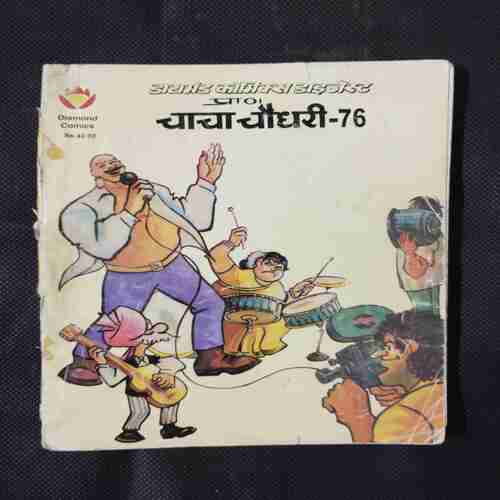 डायमंड कॉमिक्स डाइजेस्ट
प्राण
चाचा चौधरी-76
Diamond
Comics